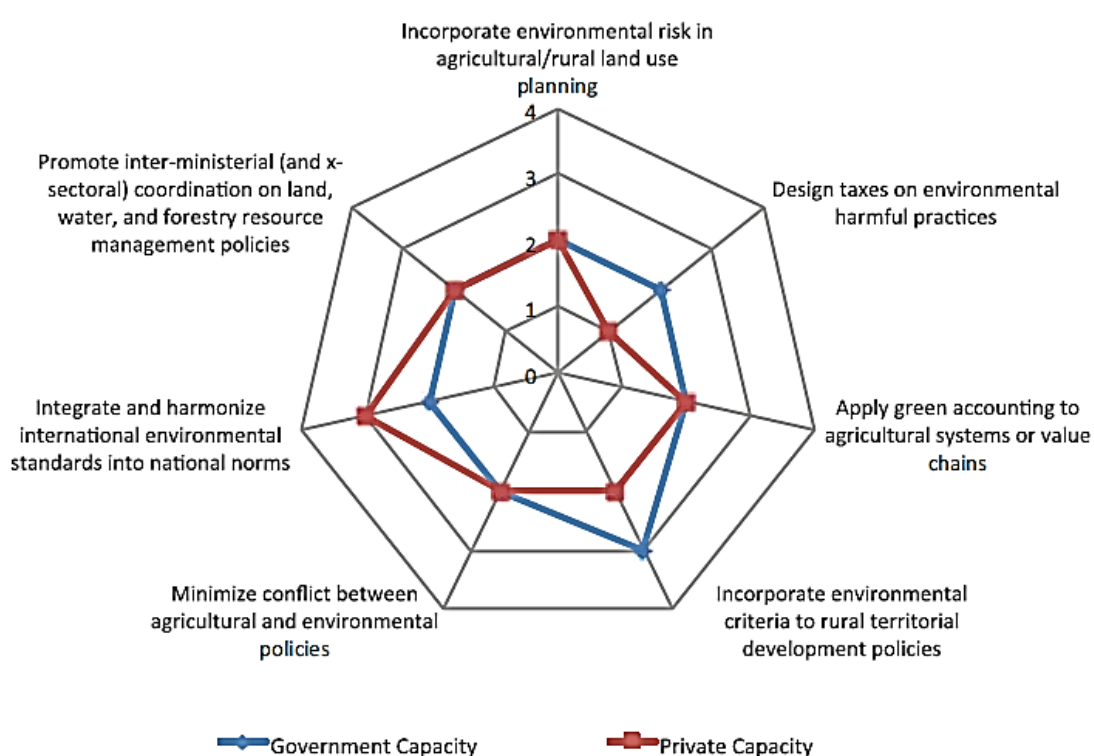 Incorporate environmental risk in
agricultural/rural land use
planning
4
3
2
1
0
Design taxes on environmental
harmful practices
Apply green accounting to
agricultural systems or value
chains
Incorporate environmental
criteria to rural territorial
development policies
Minimize conflict between
agricultural and environmental
policies
Integrate and harmonize
international environmental
standards into national norms
Promote inter-ministerial (and x-
sectoral) coordination on land,
water, and forestry resource
management policies
Government Capacity
Private Capacity